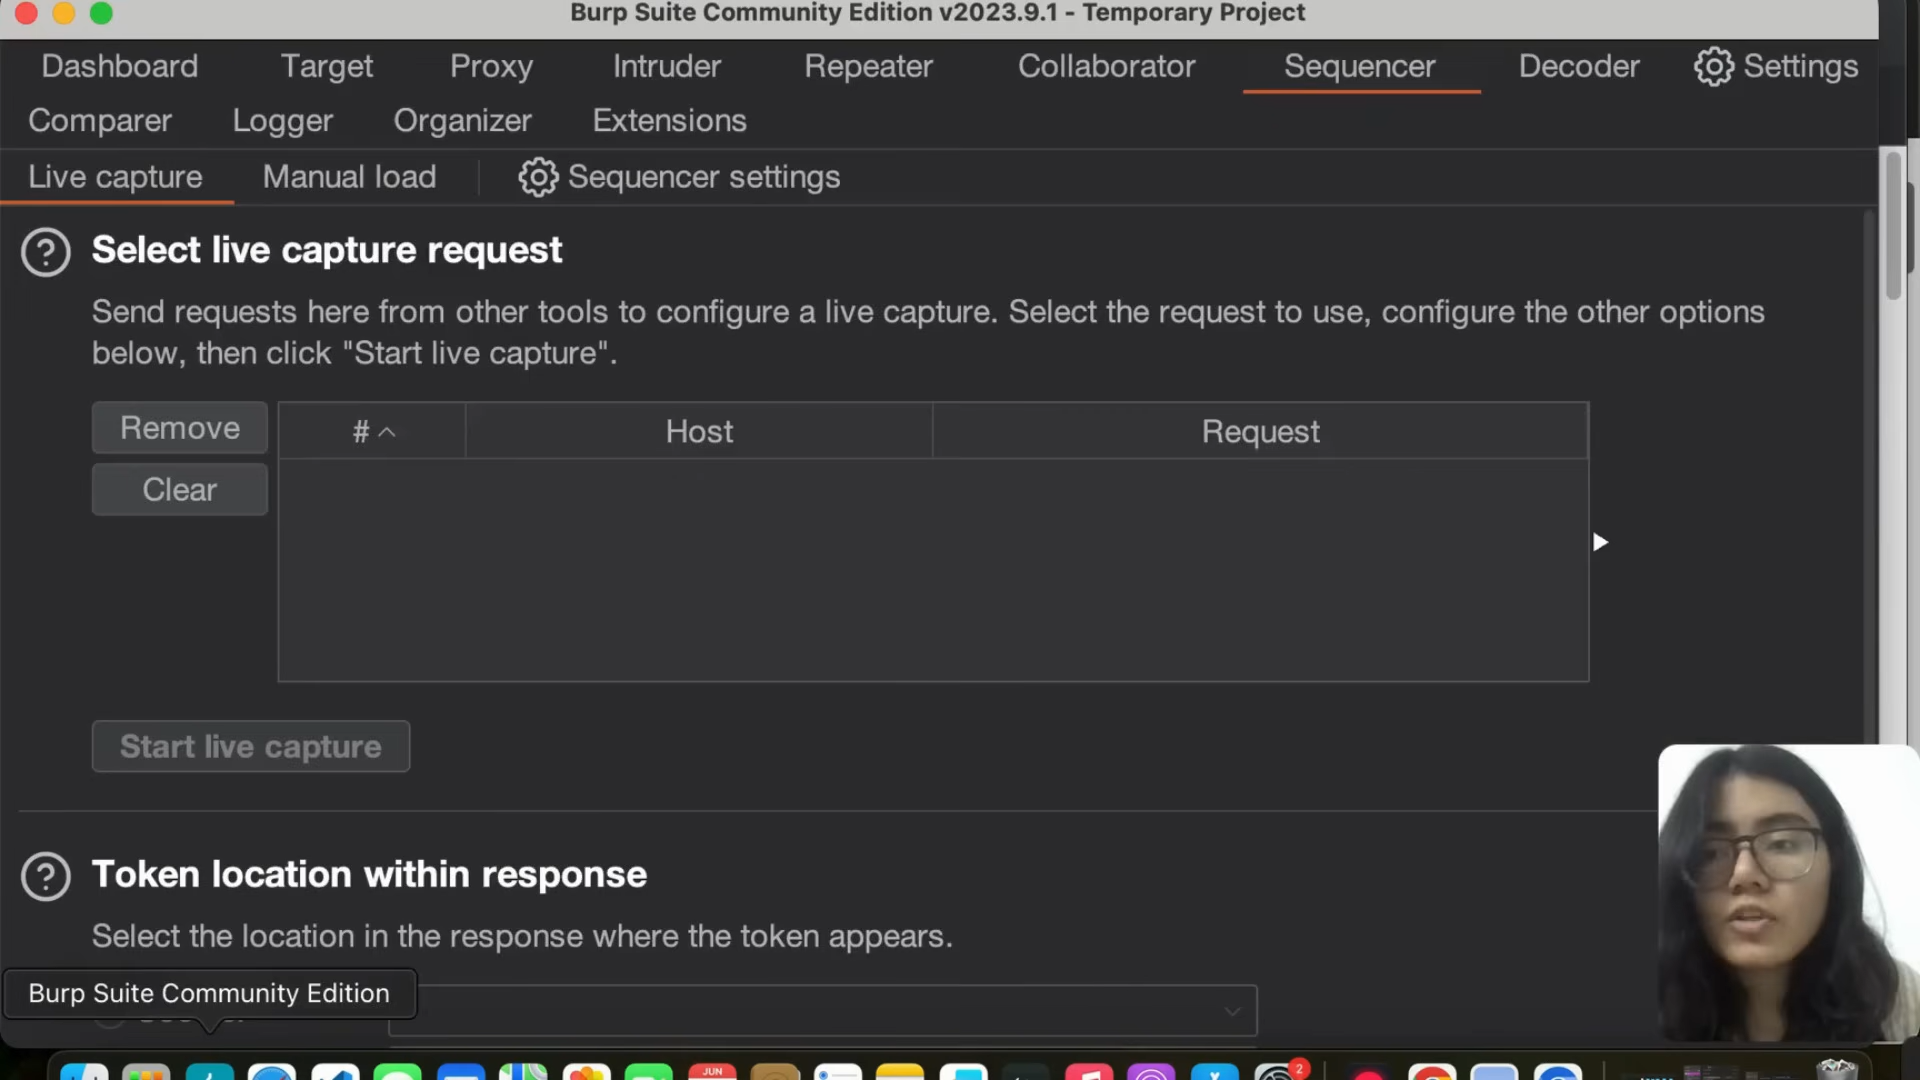 Burp Suite Community Edition v2023.9.1 - Temporary Project
Dashboard Target Proxy Intruder Repeater Collaborator Sequencer Decoder Settings
Comparer Logger Organizer Extensions
Live capture Manual load Sequencer settings
Select live capture request
Send requests here from other tools to configure a live capture. Select the request to use, configure the other options
below, then click "Start live capture".
Remove # Host Request
Clear
Start live capture
Token location within response
Select the location in the response where the token appears.
Burp Suite Community Edition
JUN
2